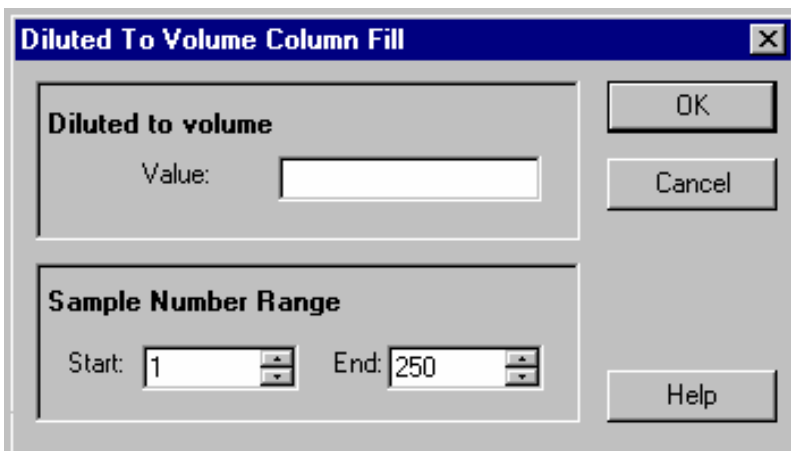 Diluted To Volume Column Fill
Diluted to volume
Value:
OK
Cancel
Sample Number Range
Start: 1 End: 250
Help